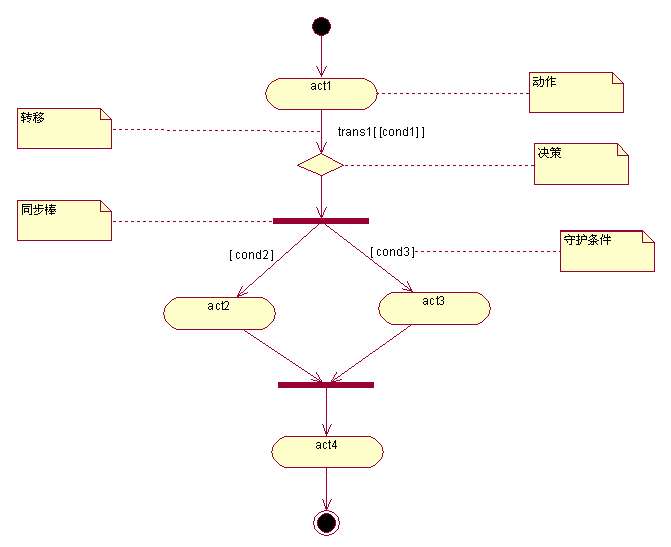 act1
动作
转移
trans1[ [cond1] ]
决策
同步棒
[ cond2 ]
[ cond3 ]
守护条件
act2
act3
act4